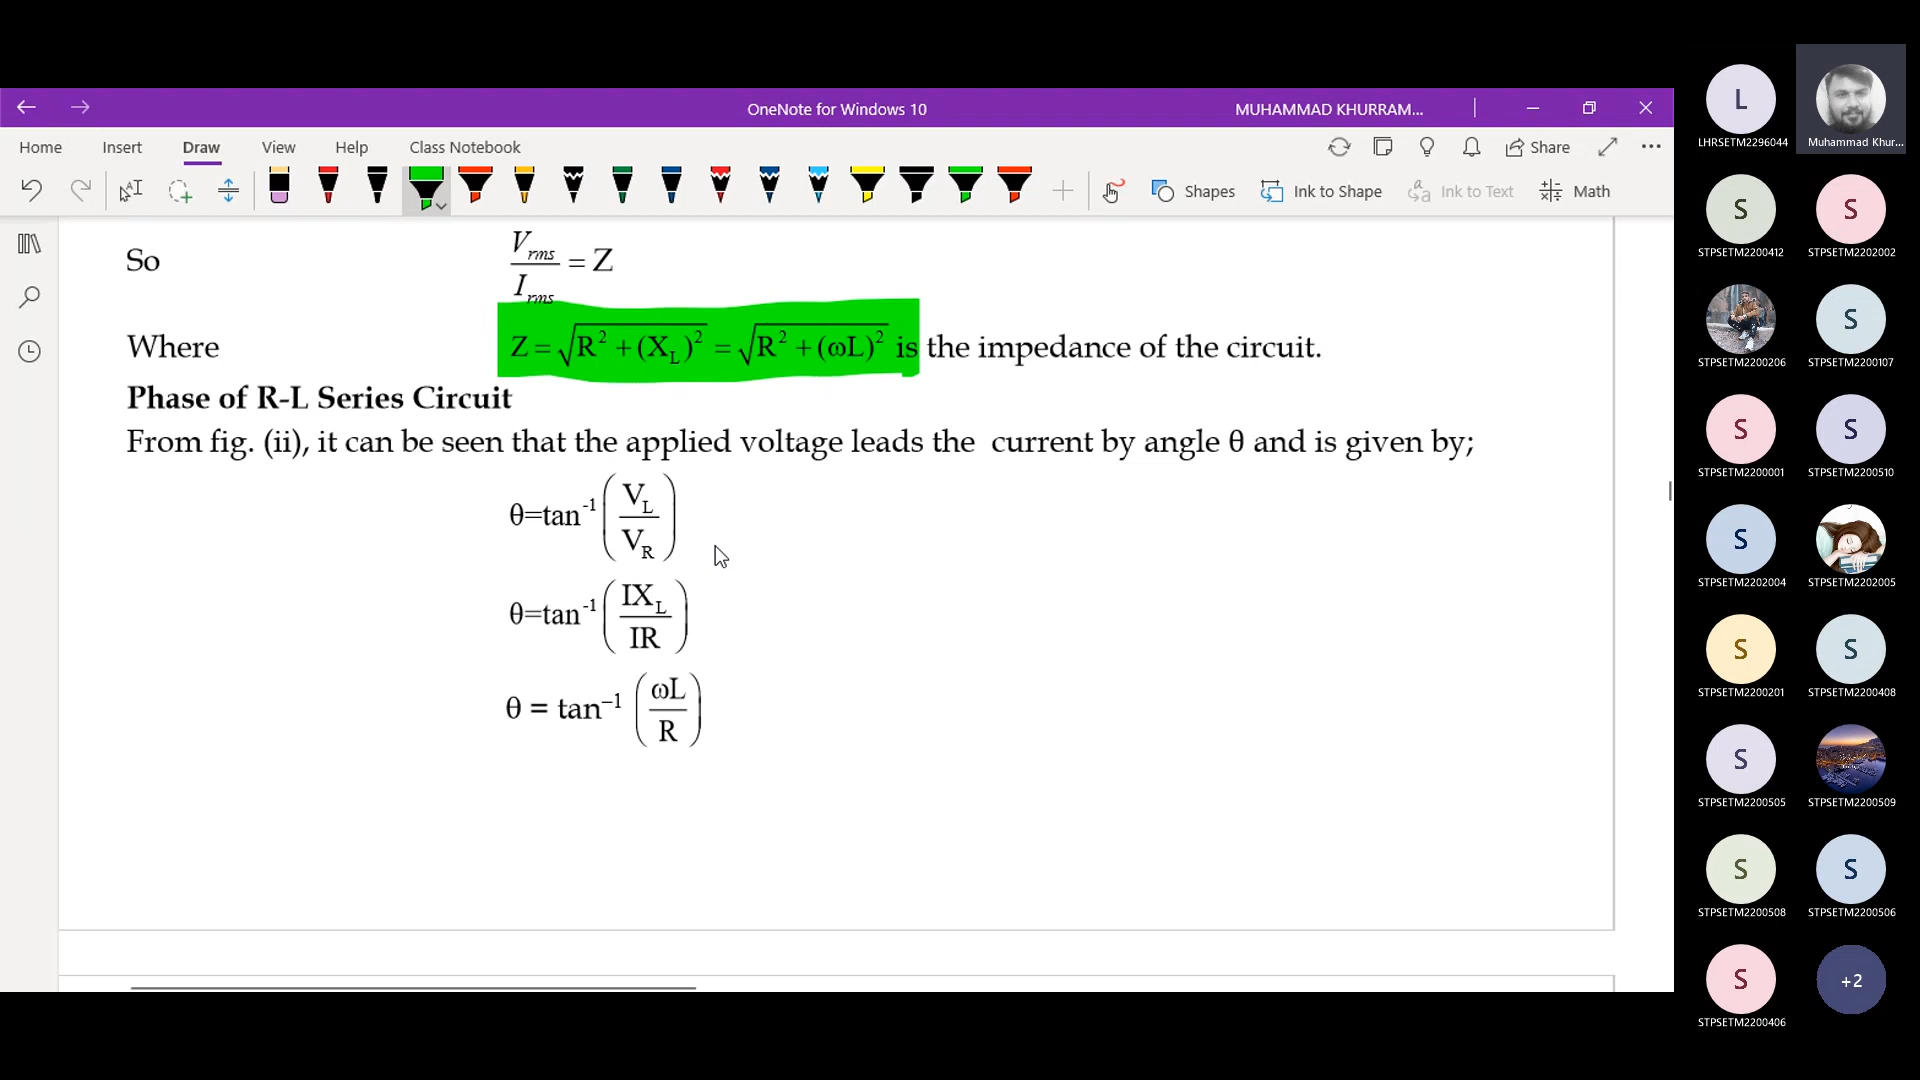 OneNote for Windows 10
MUHAMMAD KHURRAM...
Home Insert Draw View Help Class Notebook
Share
Shapes
Ink to Shape
Ink to Text
Math
So V_rms / I_rms = Z
Where Z = √(R² + (X_L)²) = √(R² + (ωL)²) is the impedance of the circuit.
Phase of R-L Series Circuit
From fig. (ii), it can be seen that the applied voltage leads the current by angle θ and is given by;
θ=tan⁻¹ (V_L / V_R)
θ=tan⁻¹ (IX_L / IR)
θ = tan⁻¹ (ωL / R)
L
LHRSETM2296044
Muhammad Khur...
S
STPSETM2200412
S
STPSETM2202002
STPSETM2200206
S
STPSETM2200107
S
STPSETM2200001
S
STPSETM2200510
S
STPSETM2202004
STPSETM2202005
S
STPSETM2200201
S
STPSETM2200408
S
STPSETM2200505
STPSETM2200509
S
STPSETM2200508
S
STPSETM2200506
S
STPSETM2200406
+2